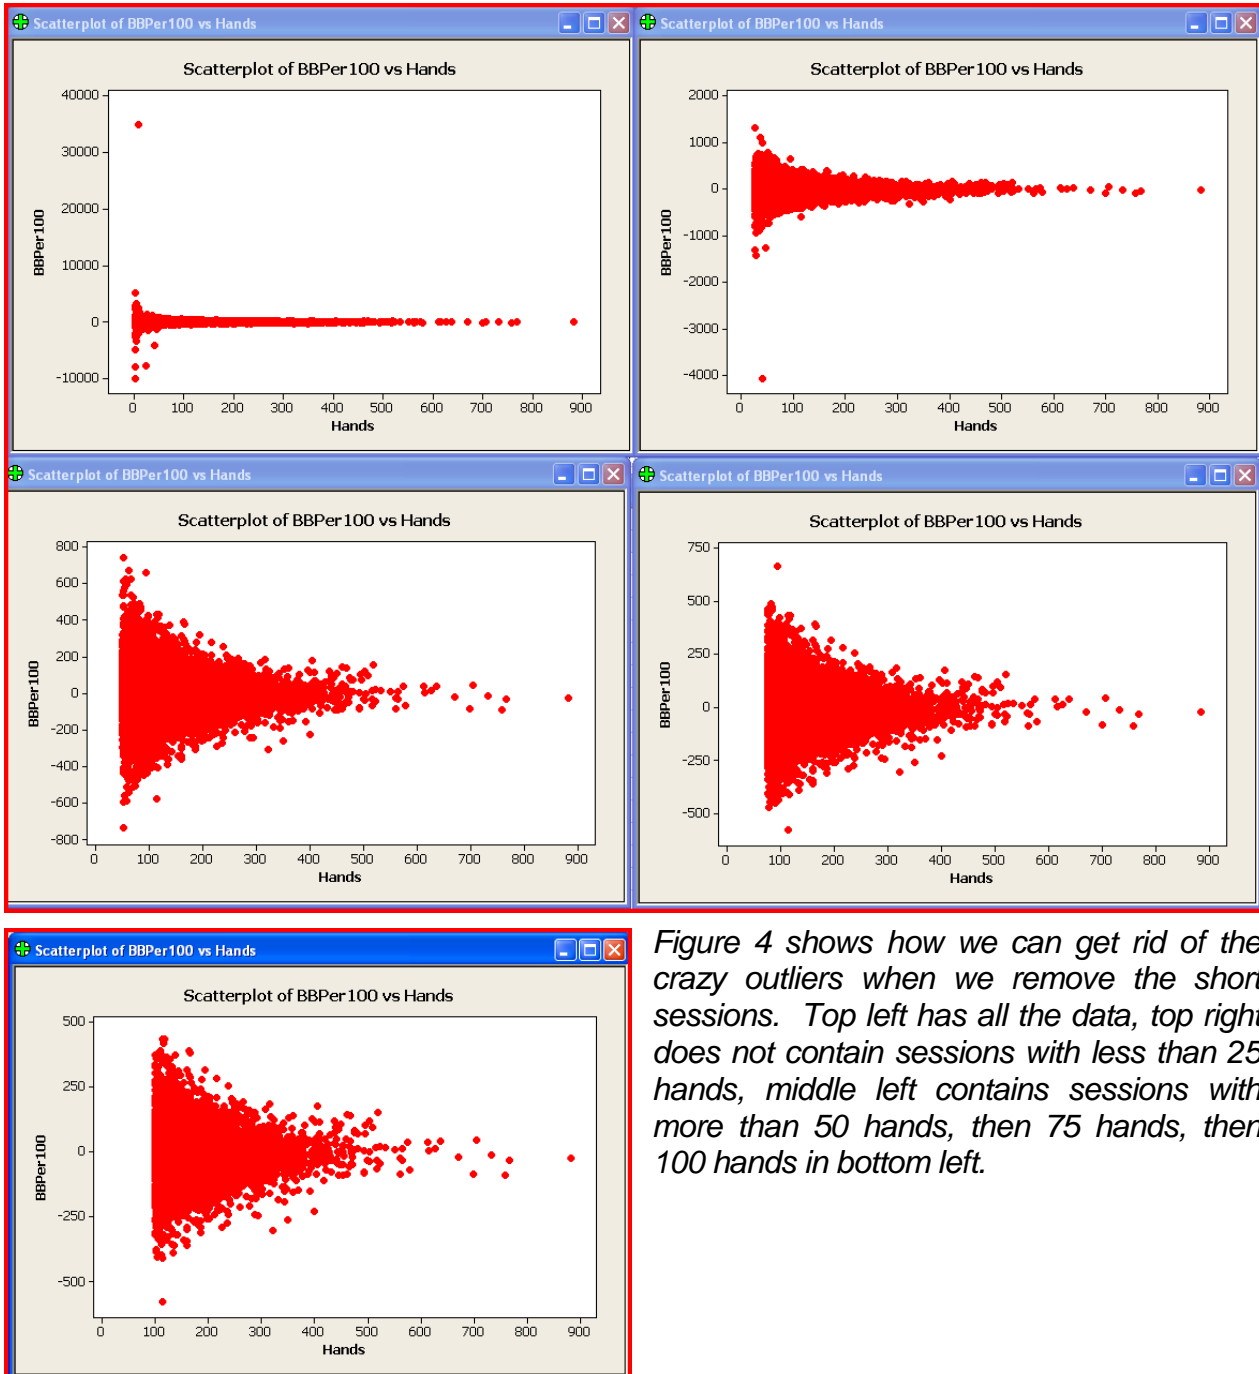 Scatterplot of BBPer100 vs Hands
Scatterplot of BBPer100 vs Hands
40000
30000
20000
10000
0
-10000
BBPer100
0 100 200 300 400 500 600 700 800 900
Hands
Scatterplot of BBPer100 vs Hands
Scatterplot of BBPer100 vs Hands
2000
1000
0
-1000
-2000
-3000
-4000
BBPer100
0 100 200 300 400 500 600 700 800 900
Hands
Scatterplot of BBPer100 vs Hands
Scatterplot of BBPer100 vs Hands
800
600
400
200
0
-200
-400
-600
-800
BBPer100
0 100 200 300 400 500 600 700 800 900
Hands
Scatterplot of BBPer100 vs Hands
Scatterplot of BBPer100 vs Hands
750
500
250
0
-250
-500
BBPer100
0 100 200 300 400 500 600 700 800 900
Hands
Scatterplot of BBPer100 vs Hands
Scatterplot of BBPer100 vs Hands
500
250
0
-250
-500
BBPer100
0 100 200 300 400 500 600 700 800 900
Hands
Figure 4 shows how we can get rid of the
crazy outliers when we remove the short
sessions. Top left has all the data, top right
does not contain sessions with less than 25
hands, middle left contains sessions with
more than 50 hands, then 75 hands, then
100 hands in bottom left.